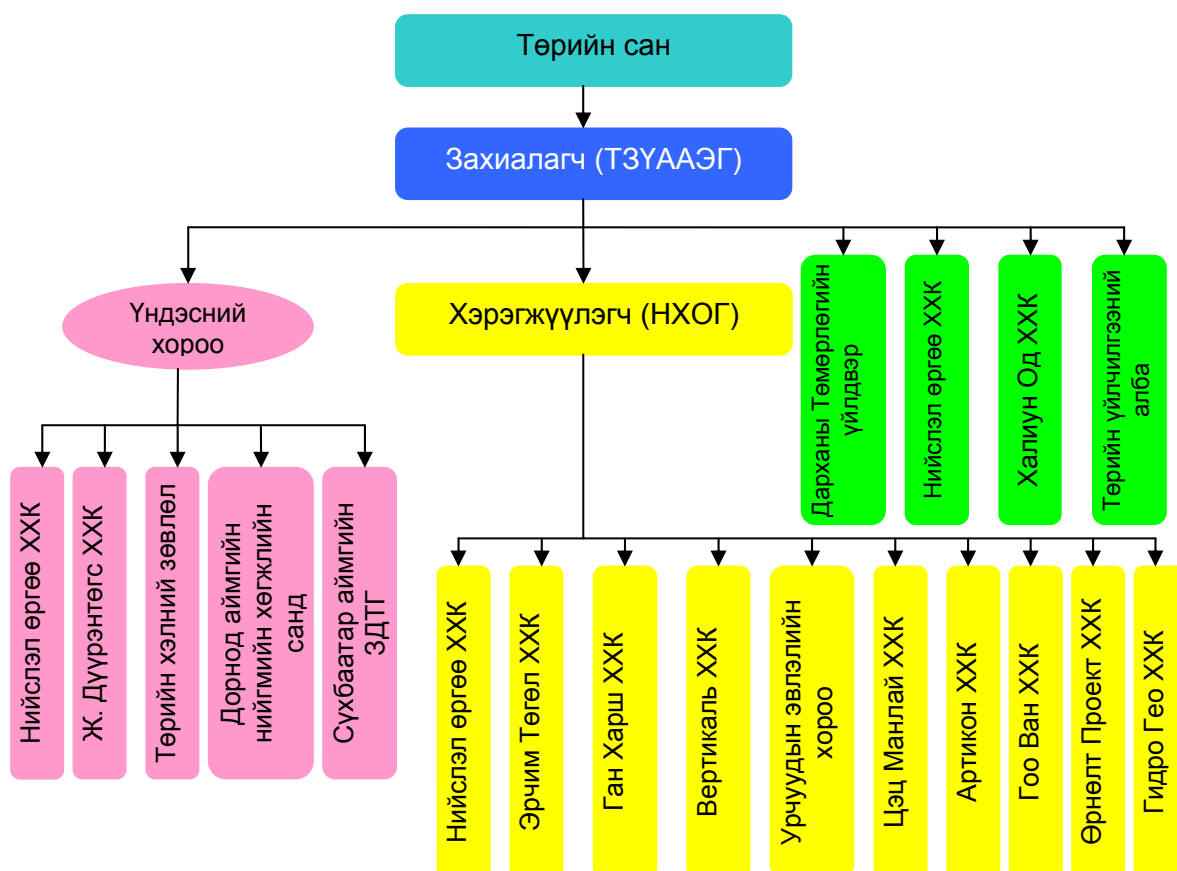 Төрийн сан
Захиалагч (ТЗҮААЭГ)
Үндэсний
хороо
Хэрэгжүүлэгч (НХОГ)
Дарханы Төмөрлөгийн
үйлдвэр
Нийслэл өргөө ХХК
Халиун Од ХХК
Төрийн үйлчилгээний
алба
Нийслэл өргөө ХХК
Ж. Дүүрэнтөгс ХХК
Төрийн хэлний зөвлөл
Дорнод аймгийн
нийгмийн хөгжлийн
санд
Сүхбаатар аймгийн
ЗДТГ
Нийслэл өргөө ХХК
Эрчим Төгөл ХХК
Ган Харш ХХК
Вертикаль ХХК
Урчуудын эвлэлийн
хороо
Цэц Манлай ХХК
Артикон ХХК
Гоо Ван ХХК
Өрнөлт Проект ХХК
Гидро Гео ХХК